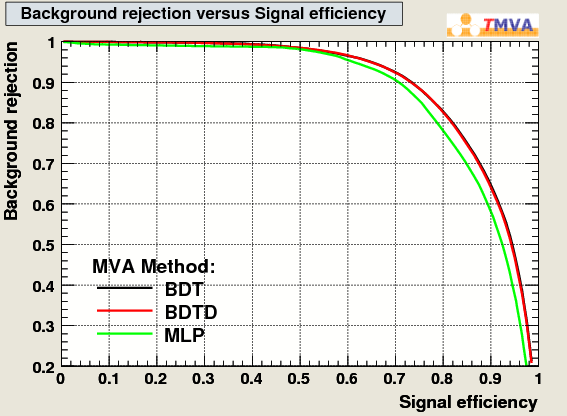 Background rejection versus Signal efficiency
TMVA
Background rejection
1
0.9
0.8
0.7
0.6
0.5
0.4
0.3
0.2
MVA Method:
BDT
BDTD
MLP
0 0.1 0.2 0.3 0.4 0.5 0.6 0.7 0.8 0.9 1
Signal efficiency